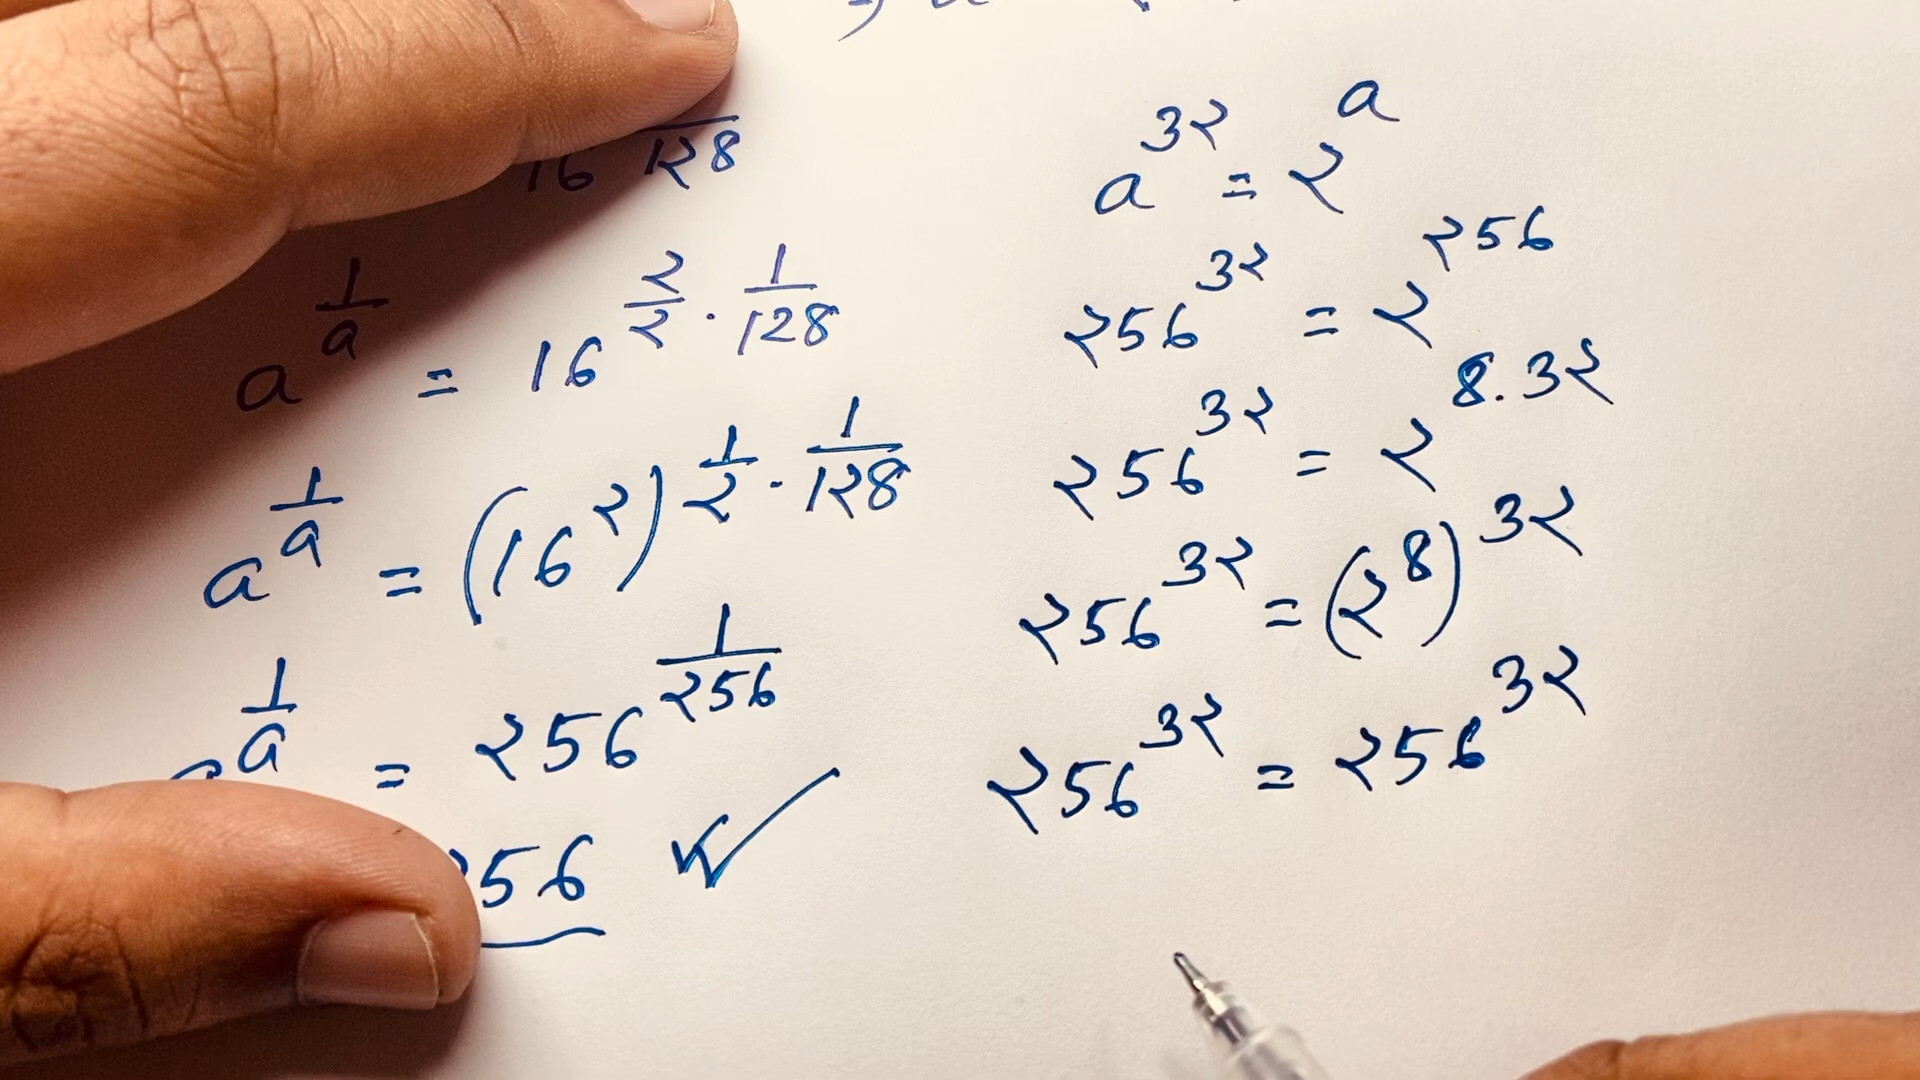 16^(1/128)
a^(1/a) = 16^(2/2 · 1/128)
a^(1/a) = (16^2)^(1/2 · 1/128)
a^(1/a) = 256^(1/256)
56 ✓
a^32 = 2^a
256^32 = 2^256
256^32 = 2^(8.32)
256^32 = (2^8)^32
256^32 = 256^32